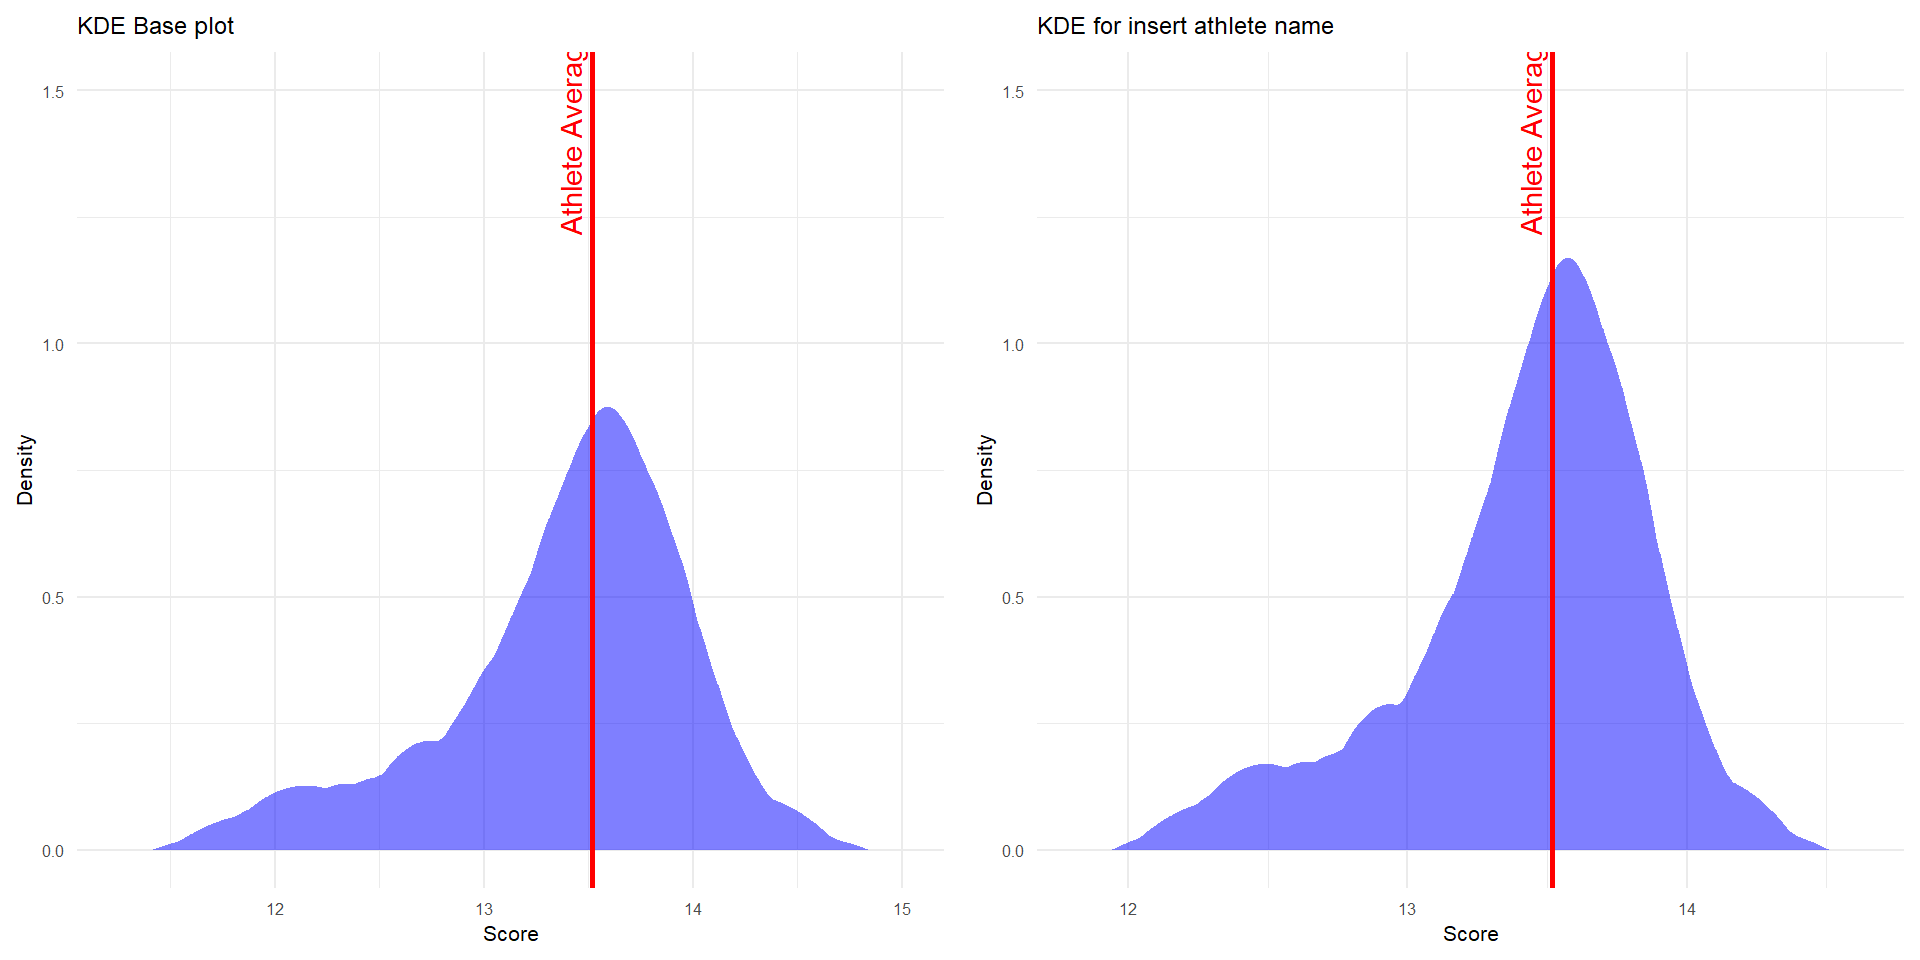 KDE Base plot
1.5
1.0
0.5
0.0
Density
Athlete Averag
12 13 14 15
Score
KDE for insert athlete name
1.5
1.0
0.5
0.0
Density
Athlete Averag
12 13 14
Score